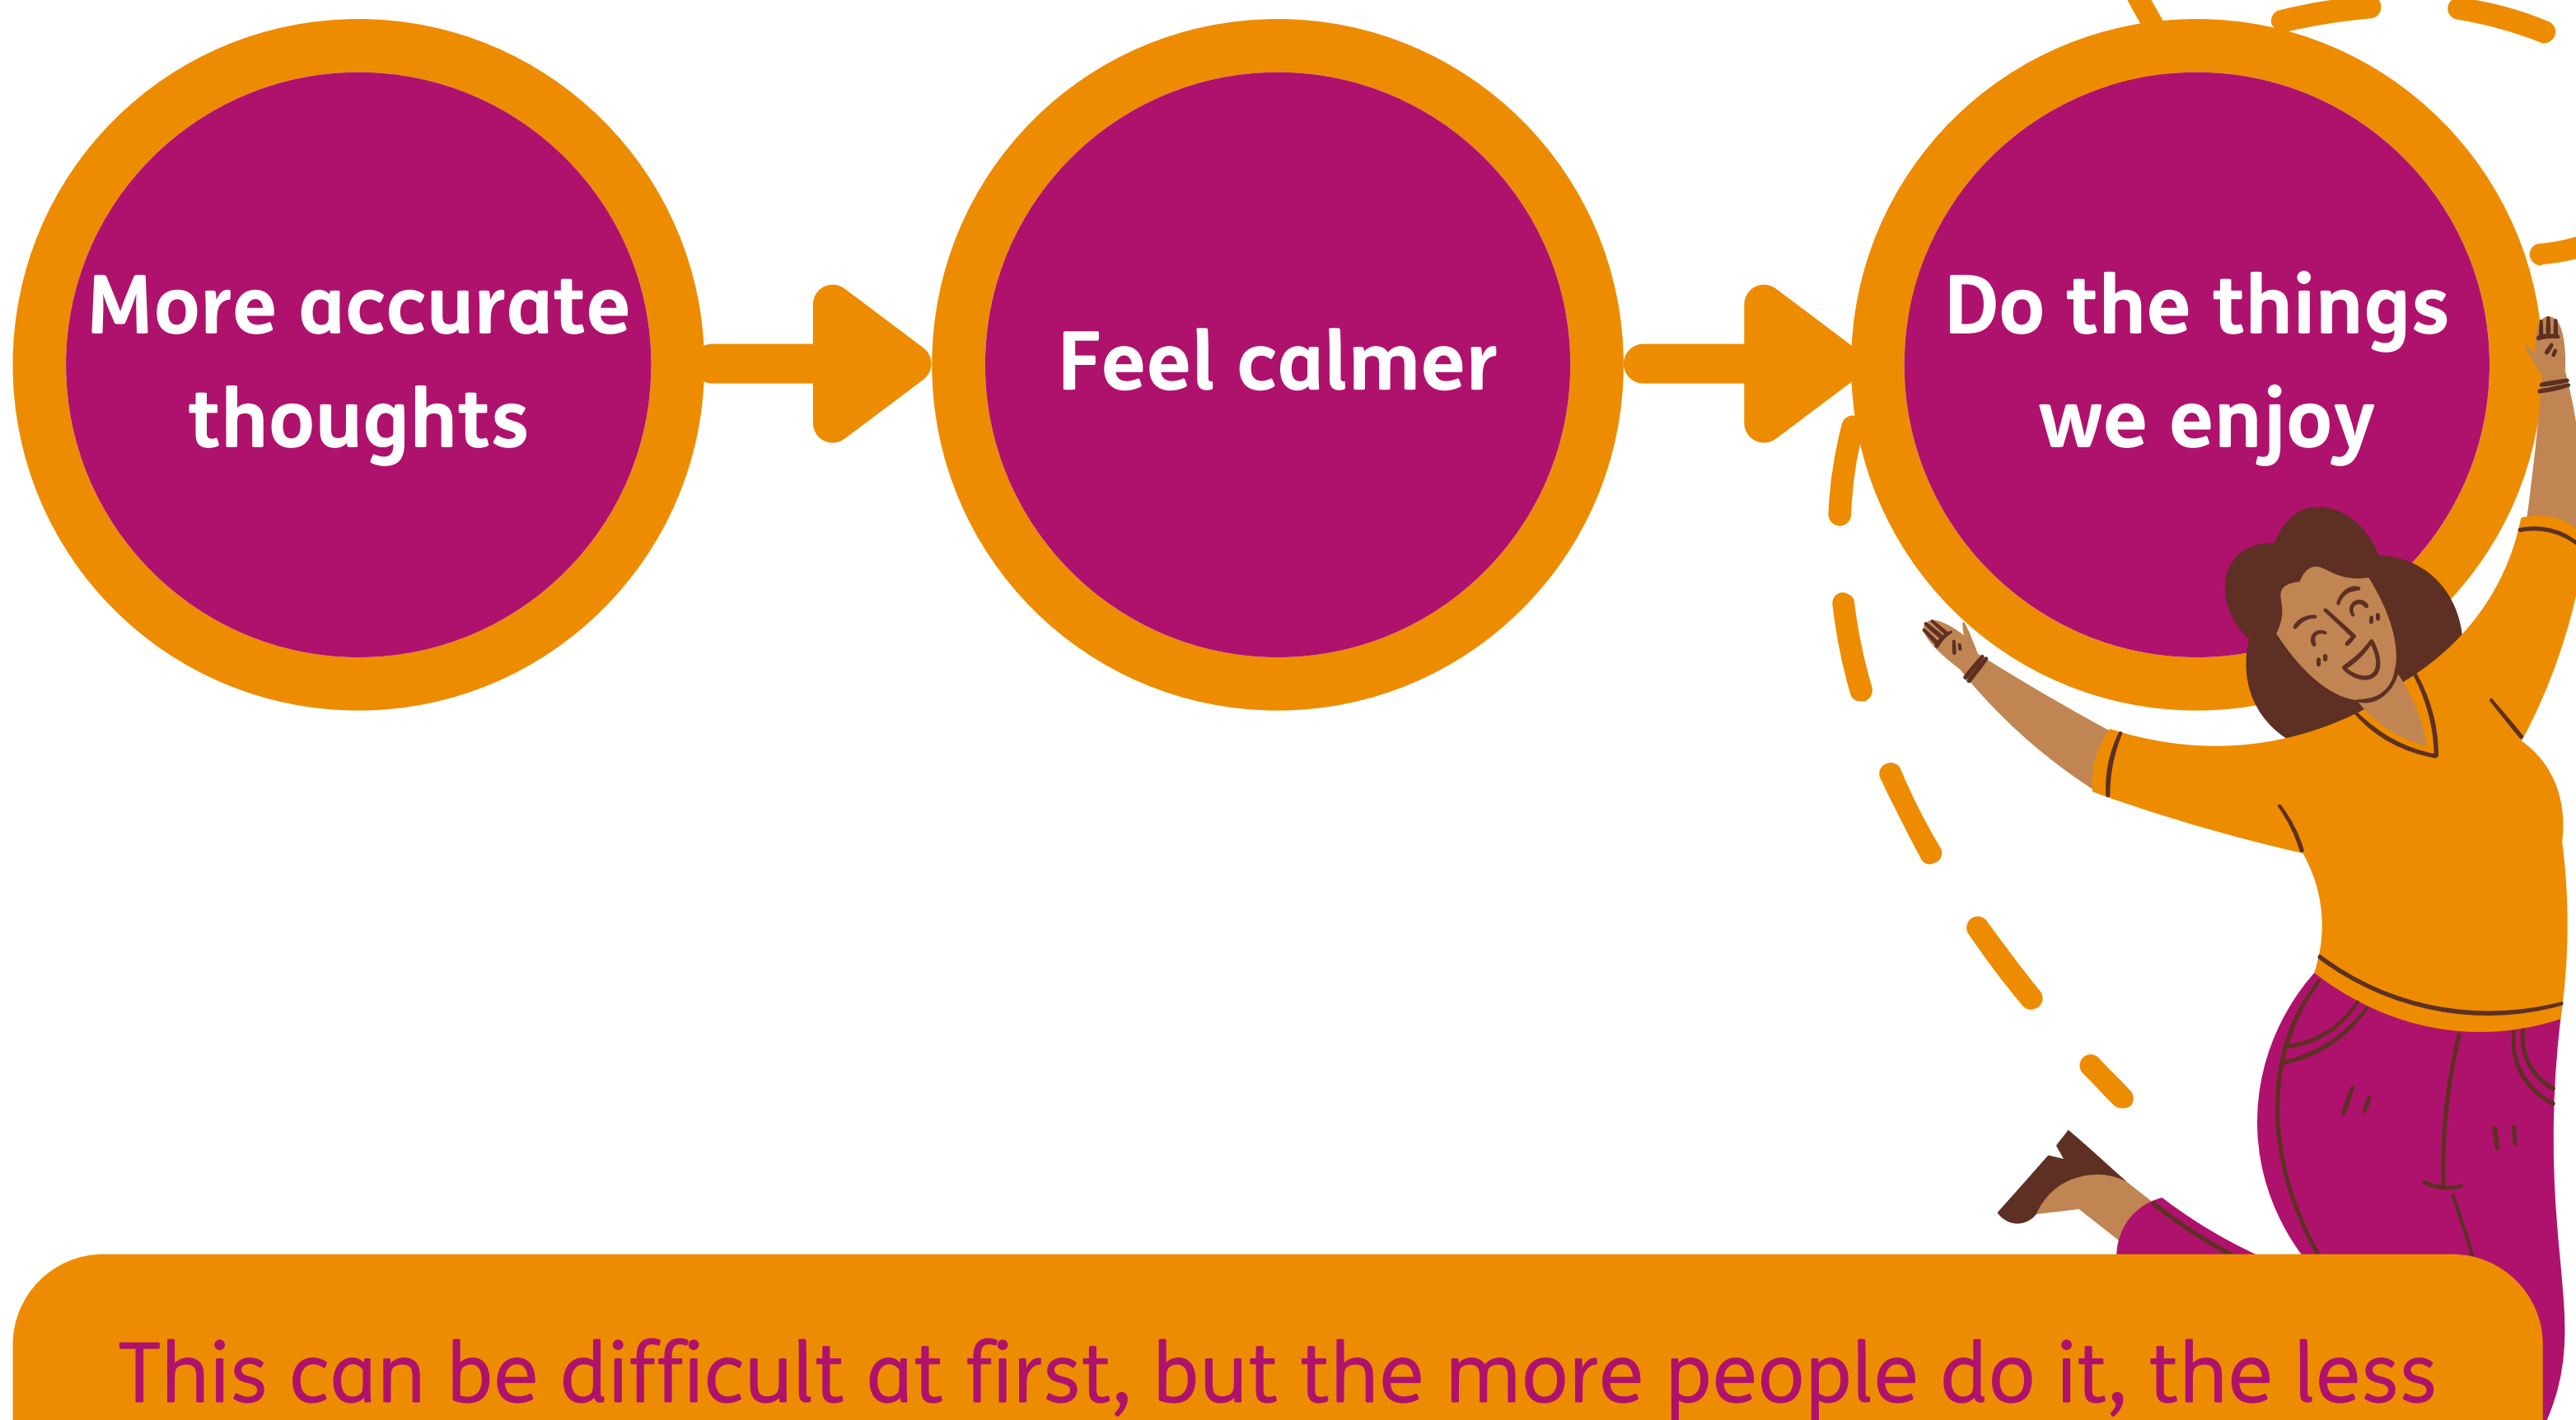 More accurate
thoughts
Feel calmer
Do the things
we enjoy
This can be difficult at first, but the more people do it, the less